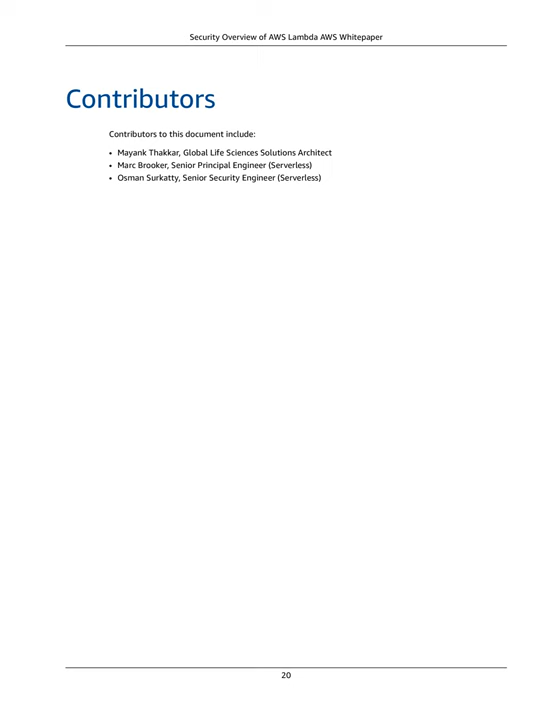 Security Overview of AWS Lambda AWS Whitepaper
Contributors
Contributors to this document include:
• Mayank Thakkar, Global Life Sciences Solutions Architect
• Marc Brooker, Senior Principal Engineer (Serverless)
• Osman Surkatty, Senior Security Engineer (Serverless)
20